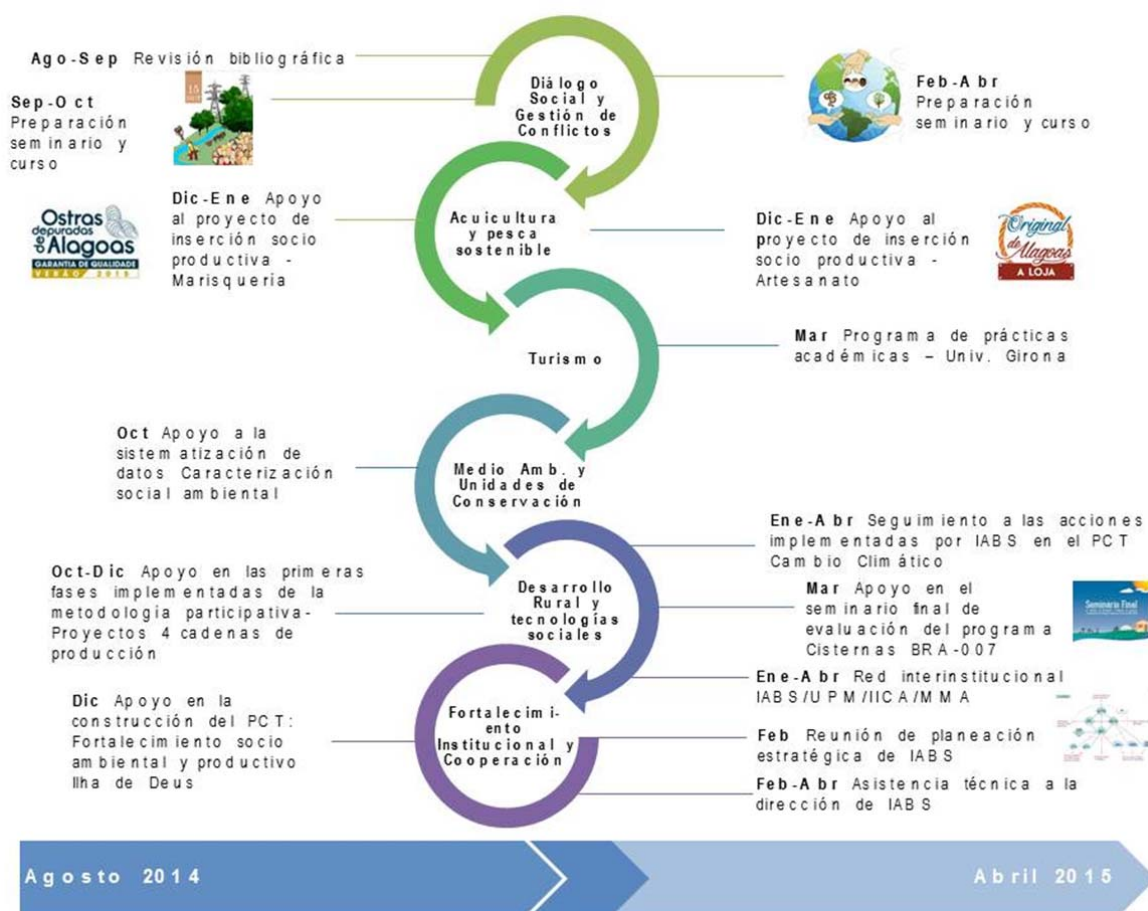 Ago-Sep Revisión bibliográfica
Sep-Oct
Preparación
seminario y
curso
15
Diálogo
Social y
Gestión de
Conflictos
Feb-Abr
Preparación
seminario y curso
Ostras
depuradas
de Alagoas
GARANTIA DE QUALIDADE
VERÃO 2015
Dic-Ene Apoyo
al proyecto de
inserción socio
productiva -
Marisquería
Acuicultura
y pesca
sostenible
Dic-Ene Apoyo al
proyecto de inserción
socio productiva -
Artesanato
Original
de Alagoas
A LOJA
Turismo
Mar Programa de prácticas
académicas – Univ. Girona
Oct Apoyo a la
sistematización de
datos Caracterización
social ambiental
Medio Amb. y
Unidades de
Conservación
Ene-Abr Seguimiento a las acciones
implementadas por IABS en el PCT
Cambio Climático
Oct-Dic Apoyo en las primeras
fases implementadas de la
metodología participativa-
Proyectos 4 cadenas de
producción
Desarrollo
Rural y
tecnologías
sociales
Mar Apoyo en el
seminario final de
evaluación del programa
Cisternas BRA-007
Seminário Final
Ene-Abr Red interinstitucional
IABS/UPM/IICA/MMA
Dic Apoyo en la
construcción del PCT:
Fortalecimiento socio
ambiental y productivo
Ilha de Deus
Fortalecimi-
ento
Institucional y
Cooperación
Feb Reunión de planeación
estratégica de IABS
Feb-Abr Asistencia técnica a la
dirección de IABS
Agosto 2014
Abril 2015